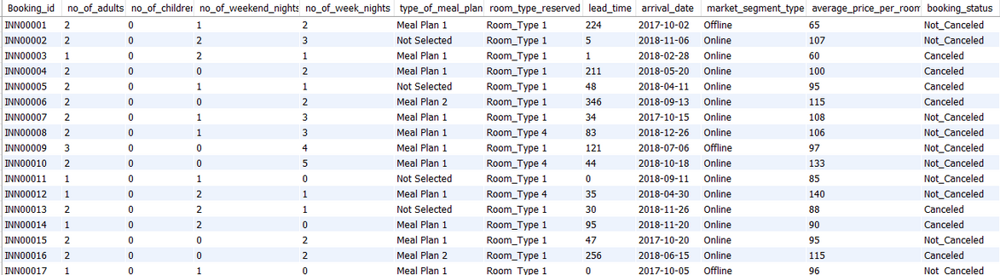 Booking_id no_of_adults no_of_children no_of_weekend_nights no_of_week_nights type_of_meal_plan room_type_reserved lead_time arrival_date market_segment_type average_price_per_room booking_status
INN00001 2 0 1 2 Meal Plan 1 Room_Type 1 224 2017-10-02 Offline 65 Not_Canceled
INN00002 2 0 2 3 Not Selected Room_Type 1 5 2018-11-06 Online 107 Not_Canceled
INN00003 1 0 2 1 Meal Plan 1 Room_Type 1 1 2018-02-28 Online 60 Canceled
INN00004 2 0 0 2 Meal Plan 1 Room_Type 1 211 2018-05-20 Online 100 Canceled
INN00005 2 0 1 1 Not Selected Room_Type 1 48 2018-04-11 Online 95 Canceled
INN00006 2 0 0 2 Meal Plan 2 Room_Type 1 346 2018-09-13 Online 115 Canceled
INN00007 2 0 1 3 Meal Plan 1 Room_Type 1 34 2017-10-15 Online 108 Not_Canceled
INN00008 2 0 1 3 Meal Plan 1 Room_Type 4 83 2018-12-26 Online 106 Not_Canceled
INN00009 3 0 0 4 Meal Plan 1 Room_Type 1 121 2018-07-06 Offline 97 Not_Canceled
INN00010 2 0 0 5 Meal Plan 1 Room_Type 4 44 2018-10-18 Online 133 Not_Canceled
INN00011 1 0 1 0 Not Selected Room_Type 1 0 2018-09-11 Online 85 Not_Canceled
INN00012 1 0 2 1 Meal Plan 1 Room_Type 4 35 2018-04-30 Online 140 Not_Canceled
INN00013 2 0 2 1 Not Selected Room_Type 1 30 2018-11-26 Online 88 Canceled
INN00014 1 0 2 0 Meal Plan 1 Room_Type 1 95 2018-11-20 Online 90 Canceled
INN00015 2 0 0 2 Meal Plan 1 Room_Type 1 47 2017-10-20 Online 95 Not_Canceled
INN00016 2 0 0 2 Meal Plan 2 Room_Type 1 256 2018-06-15 Online 115 Canceled
INN00017 1 0 1 0 Meal Plan 1 Room_Type 1 0 2017-10-05 Offline 96 Not_Canceled